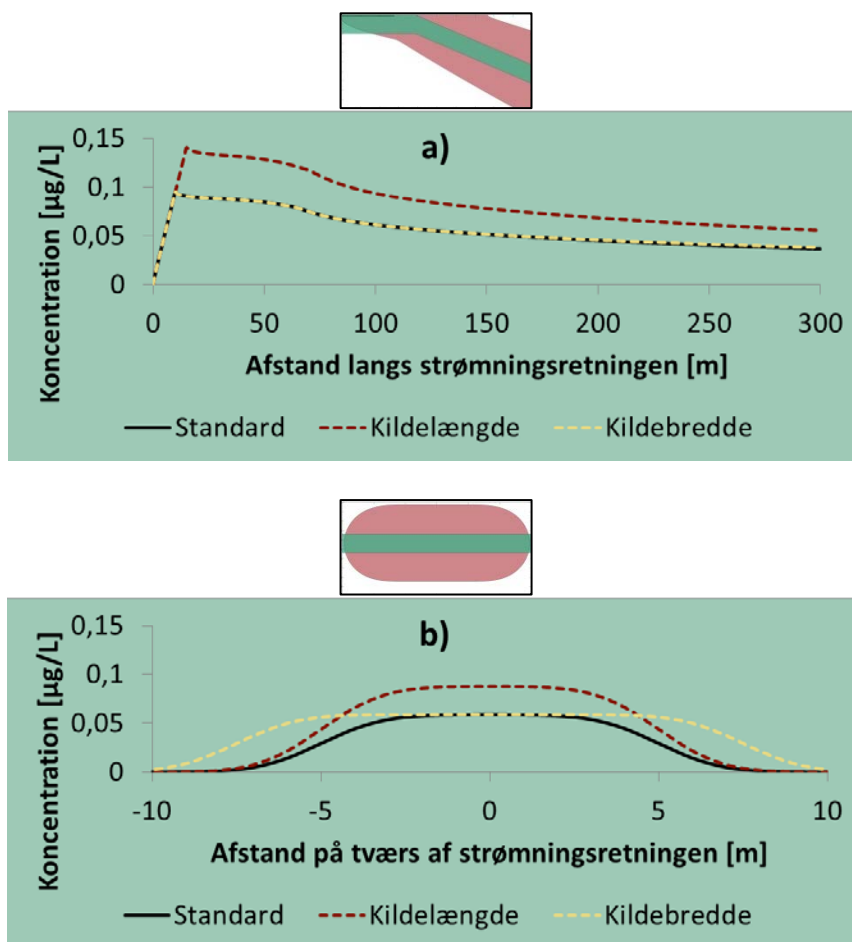 a)
Koncentration [µg/L]
0,15
0,1
0,05
0
0 50 100 150 200 250 300
Afstand langs strømningsretningen [m]
Standard Kildelængde Kildebredde
b)
Koncentration [µg/L]
0,15
0,1
0,05
0
-10 -5 0 5 10
Afstand på tværs af strømningsretningen [m]
Standard Kildelængde Kildebredde